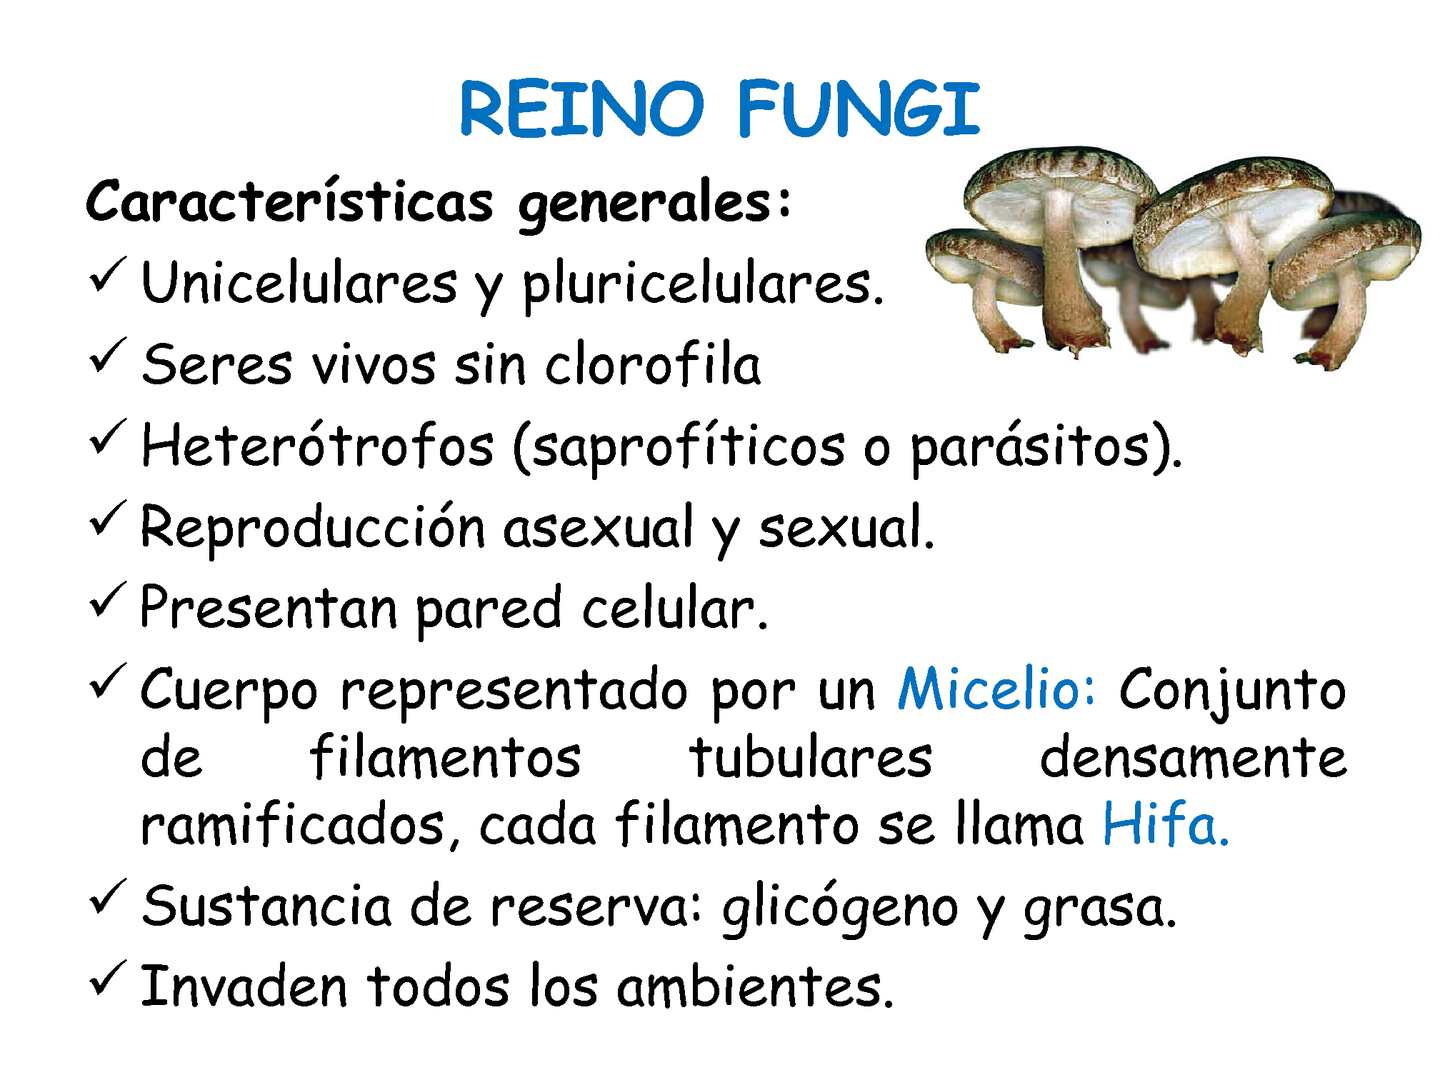 REINO FUNGI
Características generales:
✓ Unicelulares y pluricelulares.
✓ Seres vivos sin clorofila
✓ Heterótrofos (saprofíticos o parásitos).
✓ Reproducción asexual y sexual.
✓ Presentan pared celular.
✓ Cuerpo representado por un Micelio: Conjunto
de filamentos tubulares densamente
ramificados, cada filamento se llama Hifa.
✓ Sustancia de reserva: glicógeno y grasa.
✓ Invaden todos los ambientes.